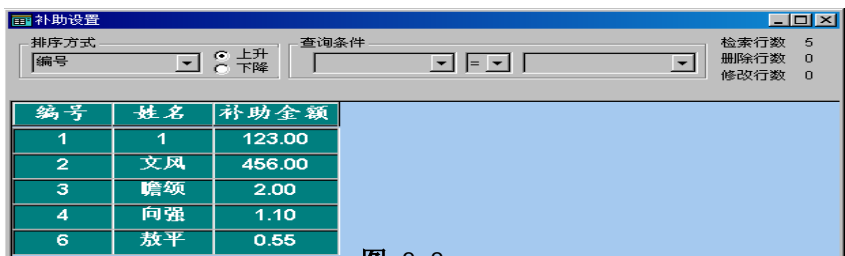 补助设置
排序方式
编号
上升
下降
查询条件
=
检索行数 5
删除行数 0
修改行数 0
编号 姓名 补助金额
1 1 123.00
2 文风 456.00
3 瞻颂 2.00
4 向强 1.10
6 敖平 0.55